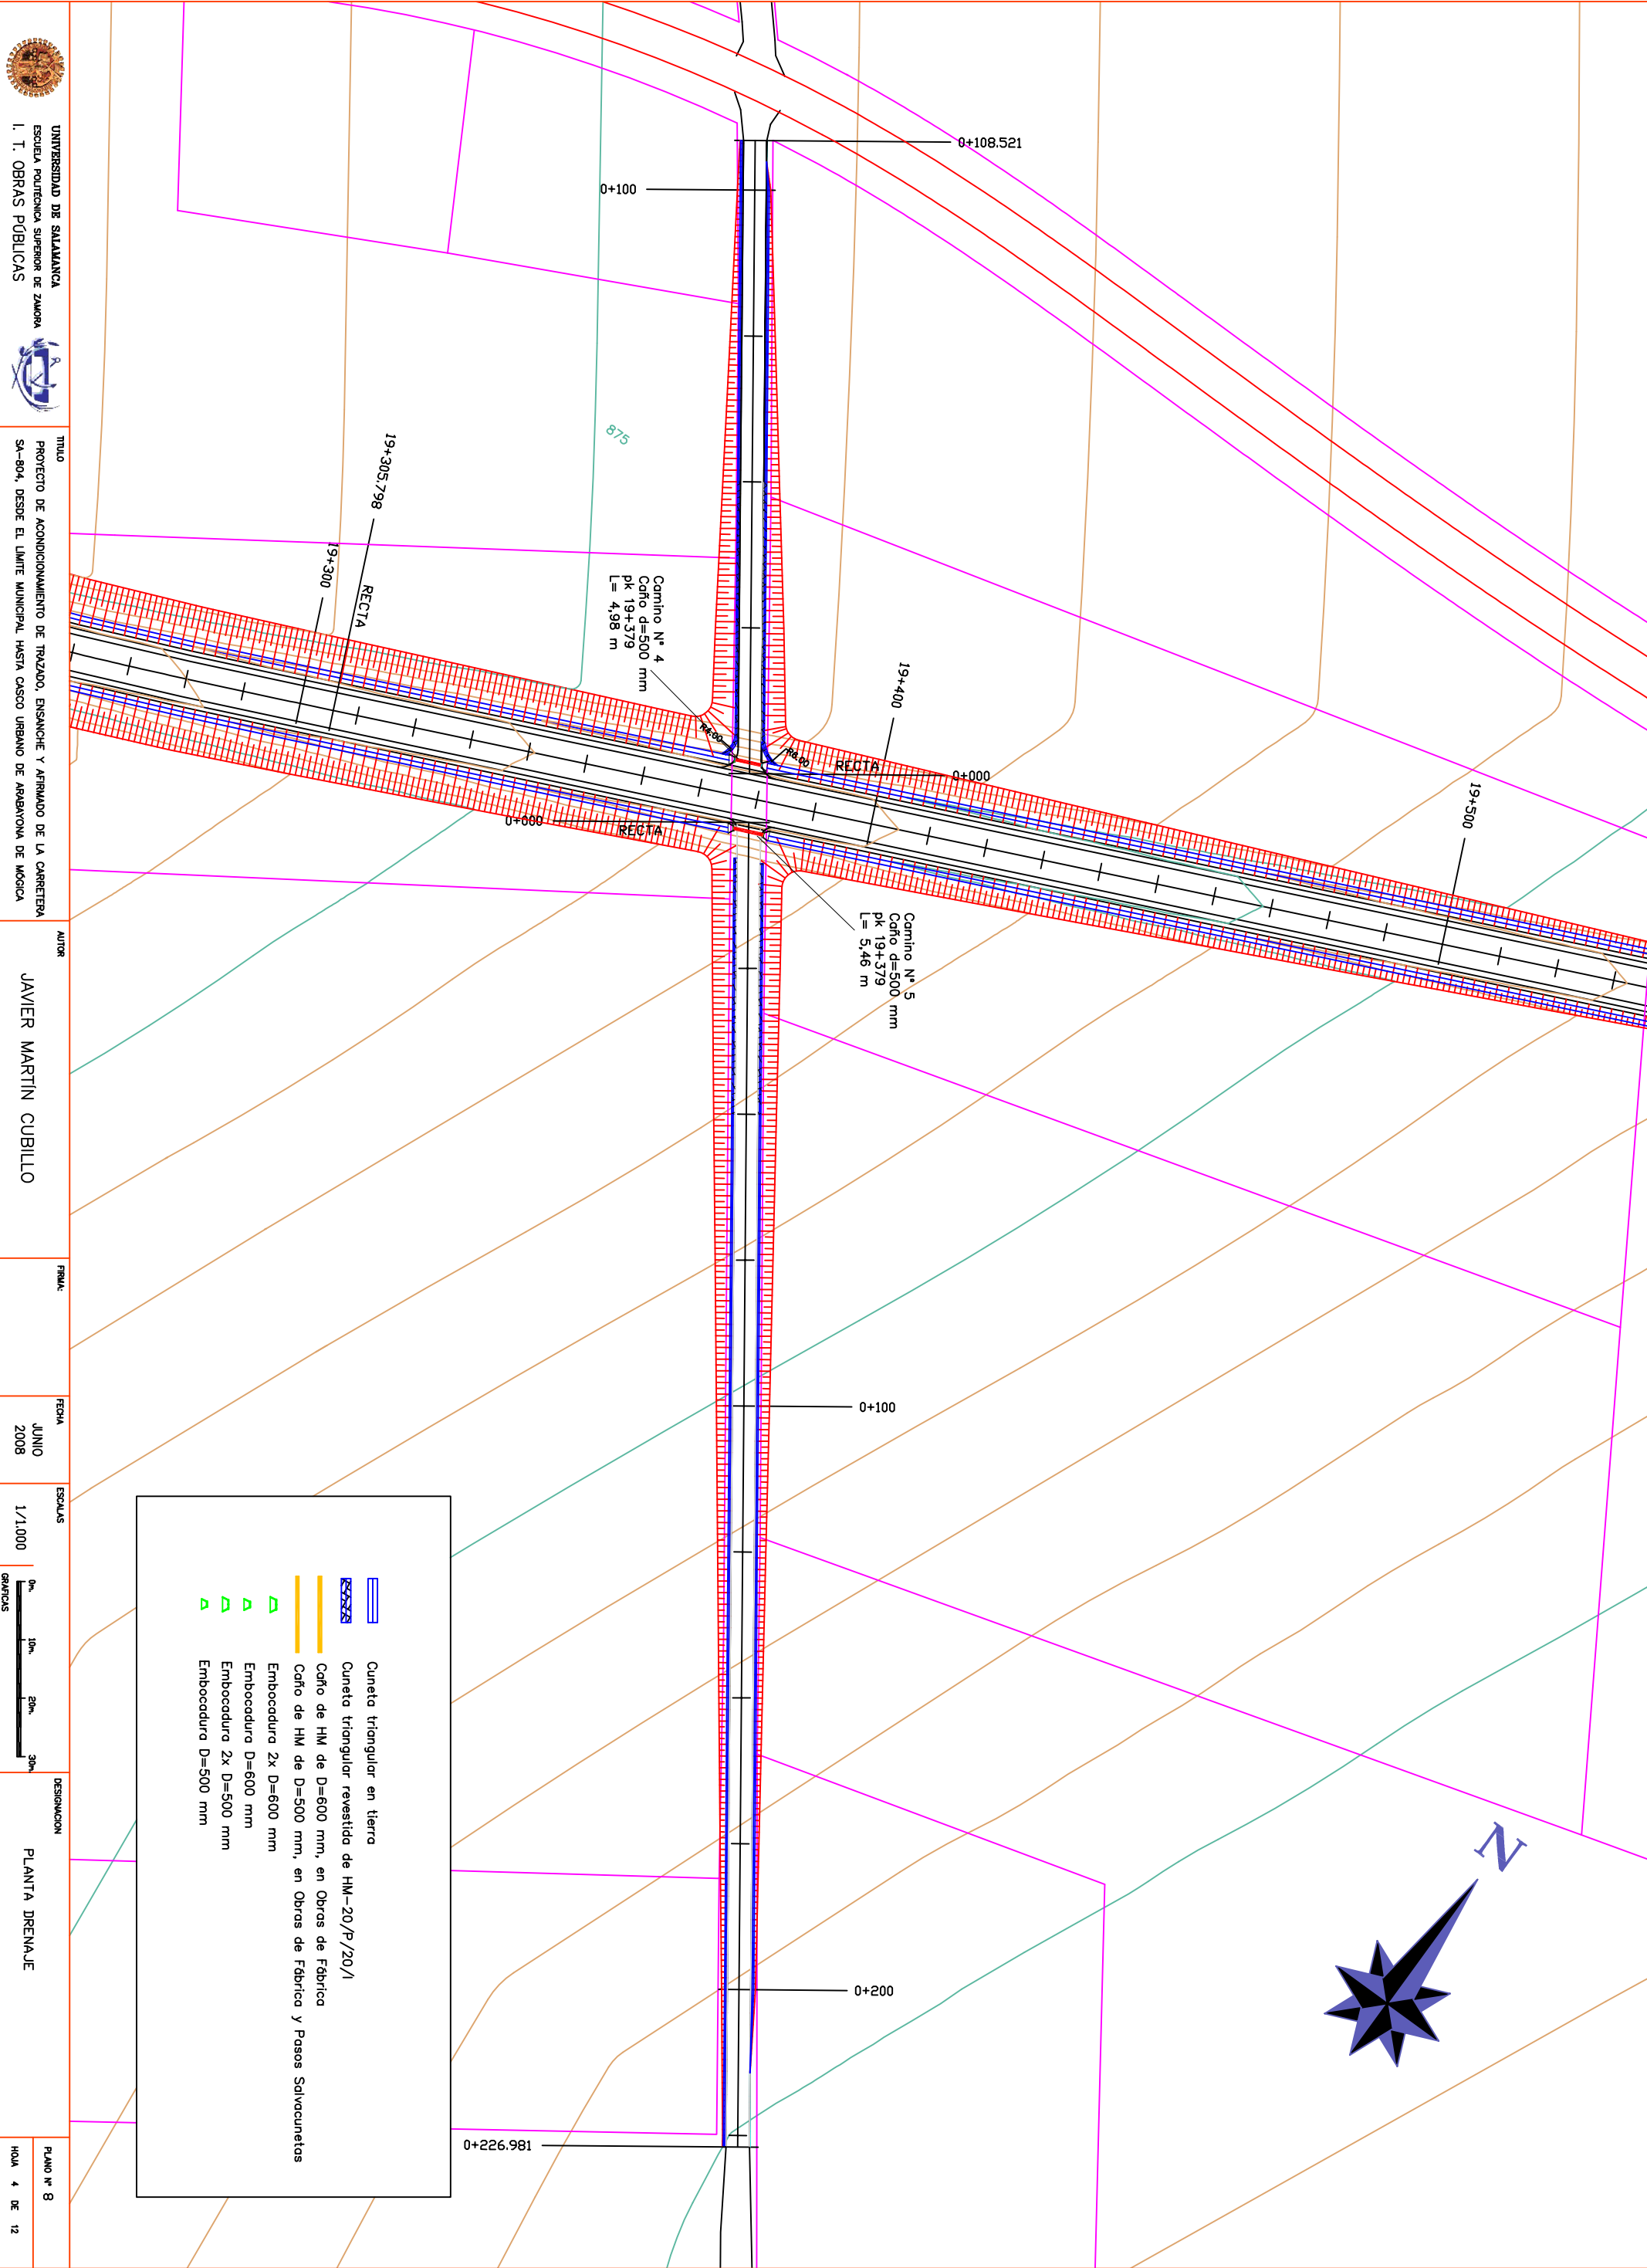 0+108.521
0+100
875
19+305.798
RECTA
19+300
Camino Nº 4
Caño d=500 mm
pk 19+379
L= 4,98 m
R4.00
R6.00
19+400
RECTA
0+000
19+500
0+000
RECTA
Camino Nº 5
Caño d=500 mm
pk 19+379
L= 5,46 m
0+100
0+200
0+226.981
N
Cuneta triangular en tierra
Cuneta triangular revestida de HM-20/P/20/I
Caño de HM de D=600 mm, en Obras de Fábrica
Caño de HM de D=500 mm, en Obras de Fábrica y Pasos Salvacunetas
Embocadura 2x D=600 mm
Embocadura D=600 mm
Embocadura 2x D=500 mm
Embocadura D=500 mm
UNIVERSIDAD DE SALAMANCA
ESCUELA POLITÉCNICA SUPERIOR DE ZAMORA
I. T. OBRAS PÚBLICAS
TITULO
PROYECTO DE ACONDICIONAMIENTO DE TRAZADO, ENSANCHE Y AFIRMADO DE LA CARRETERA
SA-804, DESDE EL LÍMITE MUNICIPAL HASTA CASCO URBANO DE ARABAYONA DE MÓGICA
AUTOR
JAVIER MARTÍN CUBILLO
FIRMA:
FECHA
JUNIO
2008
ESCALAS
1/1.000
0m. 10m. 20m. 30m.
GRAFICAS
DESIGNACION
PLANTA DRENAJE
PLANO Nº 8
HOJA 4 DE 12